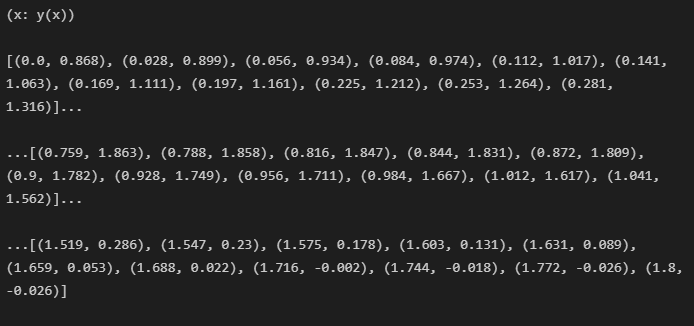 (x: y(x))
[(0.0, 0.868), (0.028, 0.899), (0.056, 0.934), (0.084, 0.974), (0.112, 1.017), (0.141,
1.063), (0.169, 1.111), (0.197, 1.161), (0.225, 1.212), (0.253, 1.264), (0.281,
1.316)]...
...[(0.759, 1.863), (0.788, 1.858), (0.816, 1.847), (0.844, 1.831), (0.872, 1.809),
(0.9, 1.782), (0.928, 1.749), (0.956, 1.711), (0.984, 1.667), (1.012, 1.617), (1.041,
1.562)]...
...[(1.519, 0.286), (1.547, 0.23), (1.575, 0.178), (1.603, 0.131), (1.631, 0.089),
(1.659, 0.053), (1.688, 0.022), (1.716, -0.002), (1.744, -0.018), (1.772, -0.026), (1.8,
-0.026)]